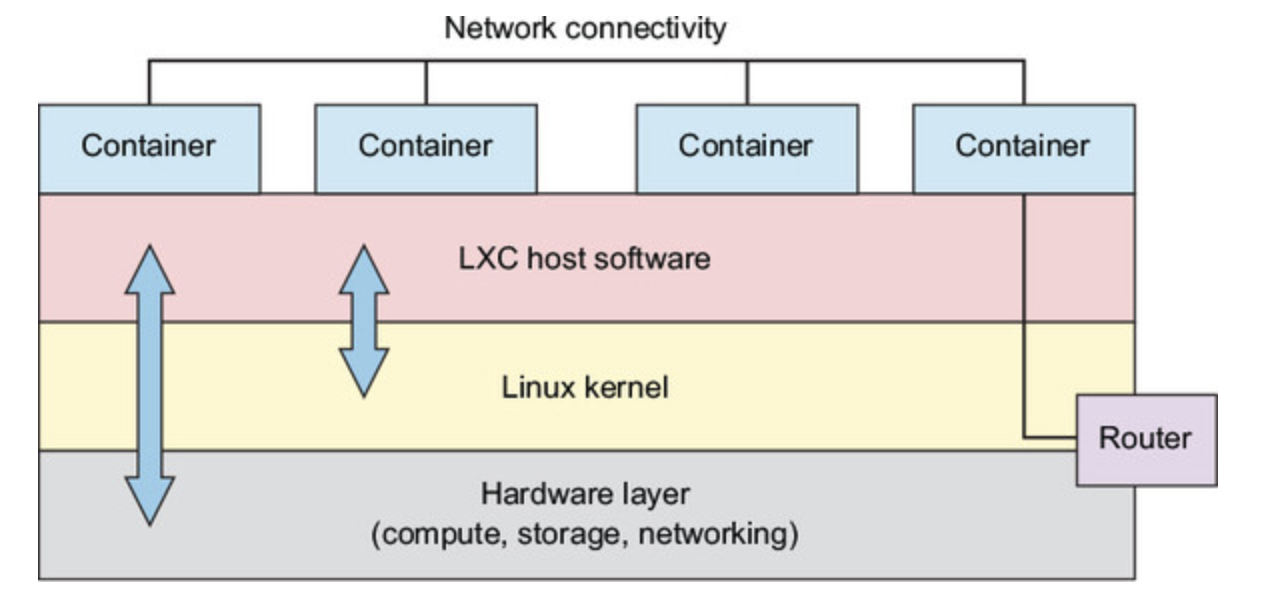 Network connectivity
Container
Container
Container
Container
LXC host software
Linux kernel
Router
Hardware layer
(compute, storage, networking)